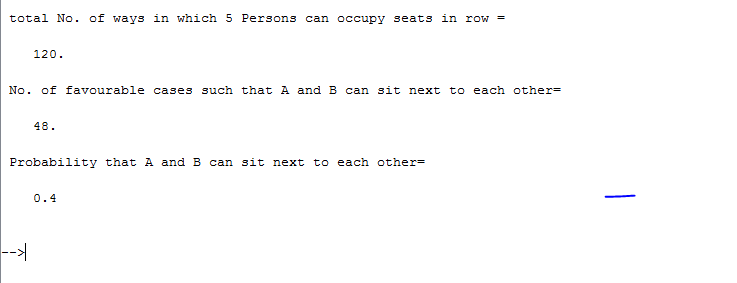 total No. of ways in which 5 Persons can occupy seats in row =
120.
No. of favourable cases such that A and B can sit next to each other=
48.
Probability that A and B can sit next to each other=
0.4
-->